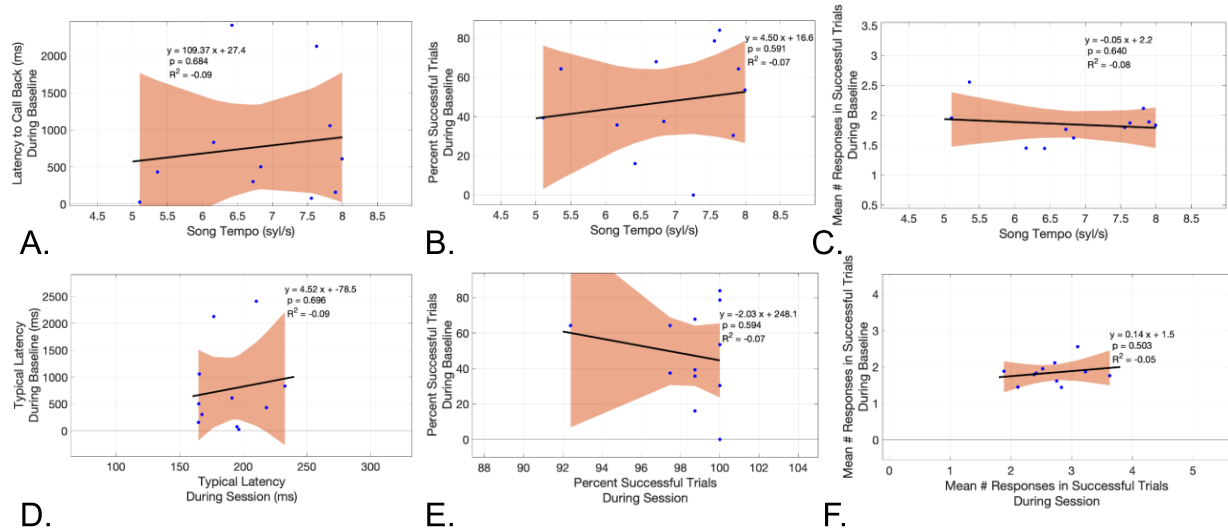 Latency to Call Back (ms)
During Baseline
2000
1500
1000
500
0
y = 109.37 x + 27.4
p = 0.684
R² = -0.09
4.5 5 5.5 6 6.5 7 7.5 8 8.5
Song Tempo (syl/s)
A.
Percent Successful Trials
During Baseline
80
60
40
20
0
y = 4.50 x + 16.6
p = 0.591
R² = -0.07
4.5 5 5.5 6 6.5 7 7.5 8 8.5
Song Tempo (syl/s)
B.
Mean # Responses in Successful Trials
During Baseline
3.5
3
2.5
2
1.5
1
0.5
y = -0.05 x + 2.2
p = 0.640
R² = -0.08
4.5 5 5.5 6 6.5 7 7.5 8 8.5
Song Tempo (syl/s)
C.
Typical Latency
During Baseline (ms)
2500
2000
1500
1000
500
0
y = 4.52 x + -78.5
p = 0.696
R² = -0.09
100 150 200 250 300
Typical Latency
During Session (ms)
D.
Percent Successful Trials
During Baseline
80
60
40
20
0
y = -2.03 x + 248.1
p = 0.594
R² = -0.07
88 90 92 94 96 98 100 102 104
Percent Successful Trials
During Session
E.
Mean # Responses in Successful Trials
During Baseline
4
3
2
1
0
y = 0.14 x + 1.5
p = 0.503
R² = -0.05
0 1 2 3 4 5
Mean # Responses in Successful Trials
During Session
F.